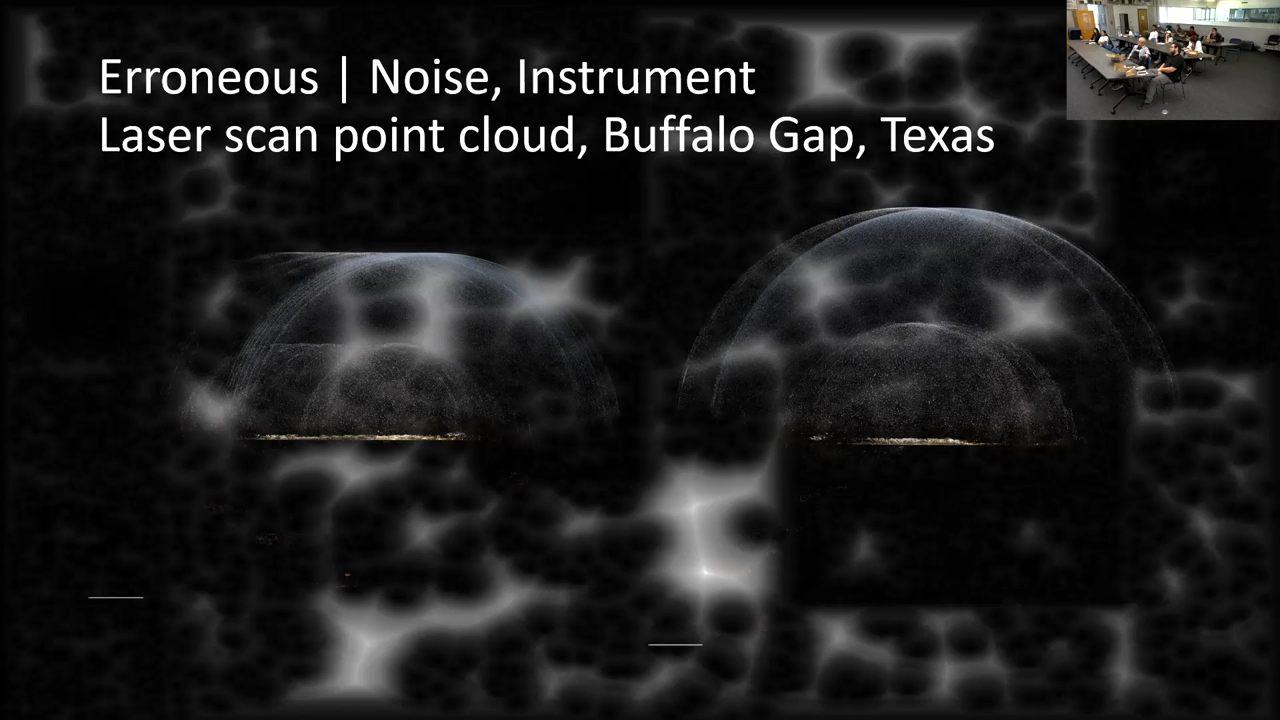 Erroneous | Noise, Instrument
Laser scan point cloud, Buffalo Gap, Texas